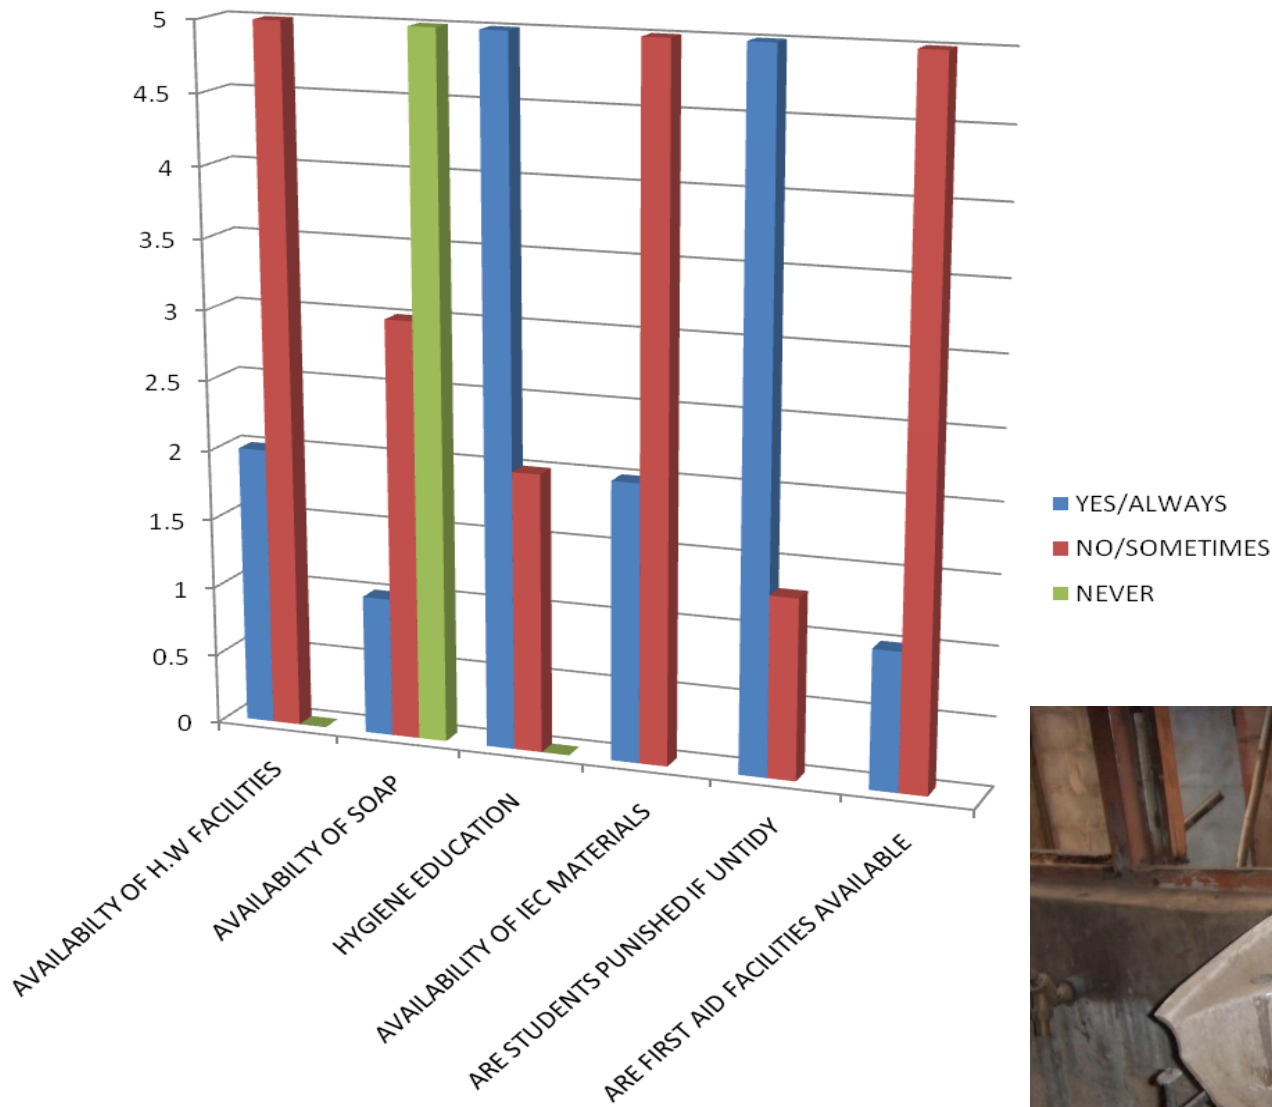 5
4.5
4
3.5
3
2.5
2
1.5
1
0.5
0
AVAILABILTY OF H.W FACILITIES
AVAILABILTY OF SOAP
HYGIENE EDUCATION
AVAILABILITY OF IEC MATERIALS
ARE STUDENTS PUNISHED IF UNTIDY
ARE FIRST AID FACILITIES AVAILABLE
YES/ALWAYS
NO/SOMETIMES
NEVER